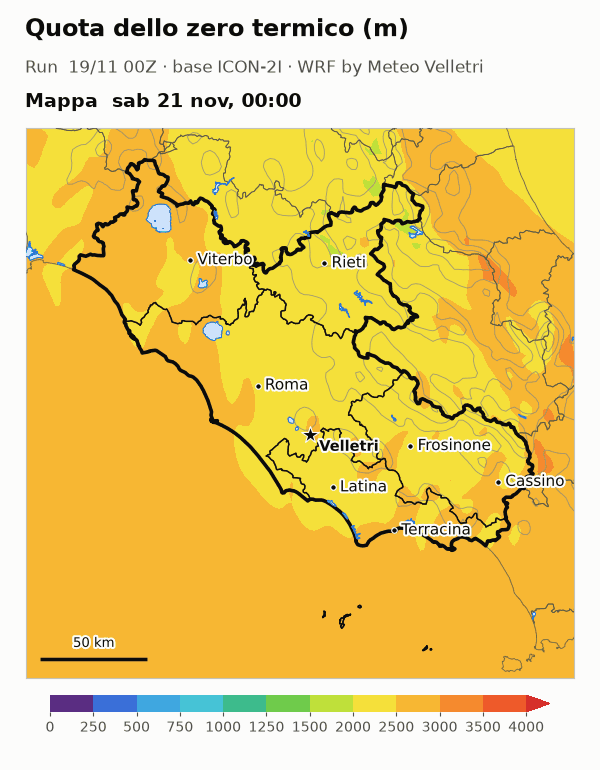 Quota dello zero termico (m)
Run  19/11 00Z · base ICON-2I · WRF by Meteo Velletri
Mappa  sab 21 nov, 00:00
Viterbo
Rieti
Roma
Velletri
Frosinone
Cassino
Latina
Terracina
50 km
0 250 500 750 1000 1250 1500 2000 2500 3000 3500 4000